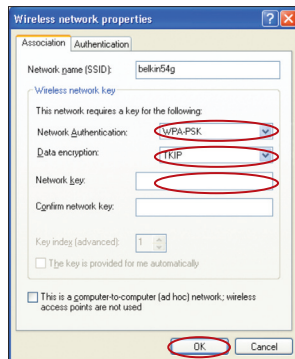 Wireless network properties
Association Authentication
Network name (SSID): belkin54g
Wireless network key
This network requires a key for the following:
Network Authentication: WPA-PSK
Data encryption: TKIP
Network key:
Confirm network key:
Key index (advanced): 1
The key is provided for me automatically
This is a computer-to-computer (ad hoc) network; wireless
access points are not used
OK Cancel